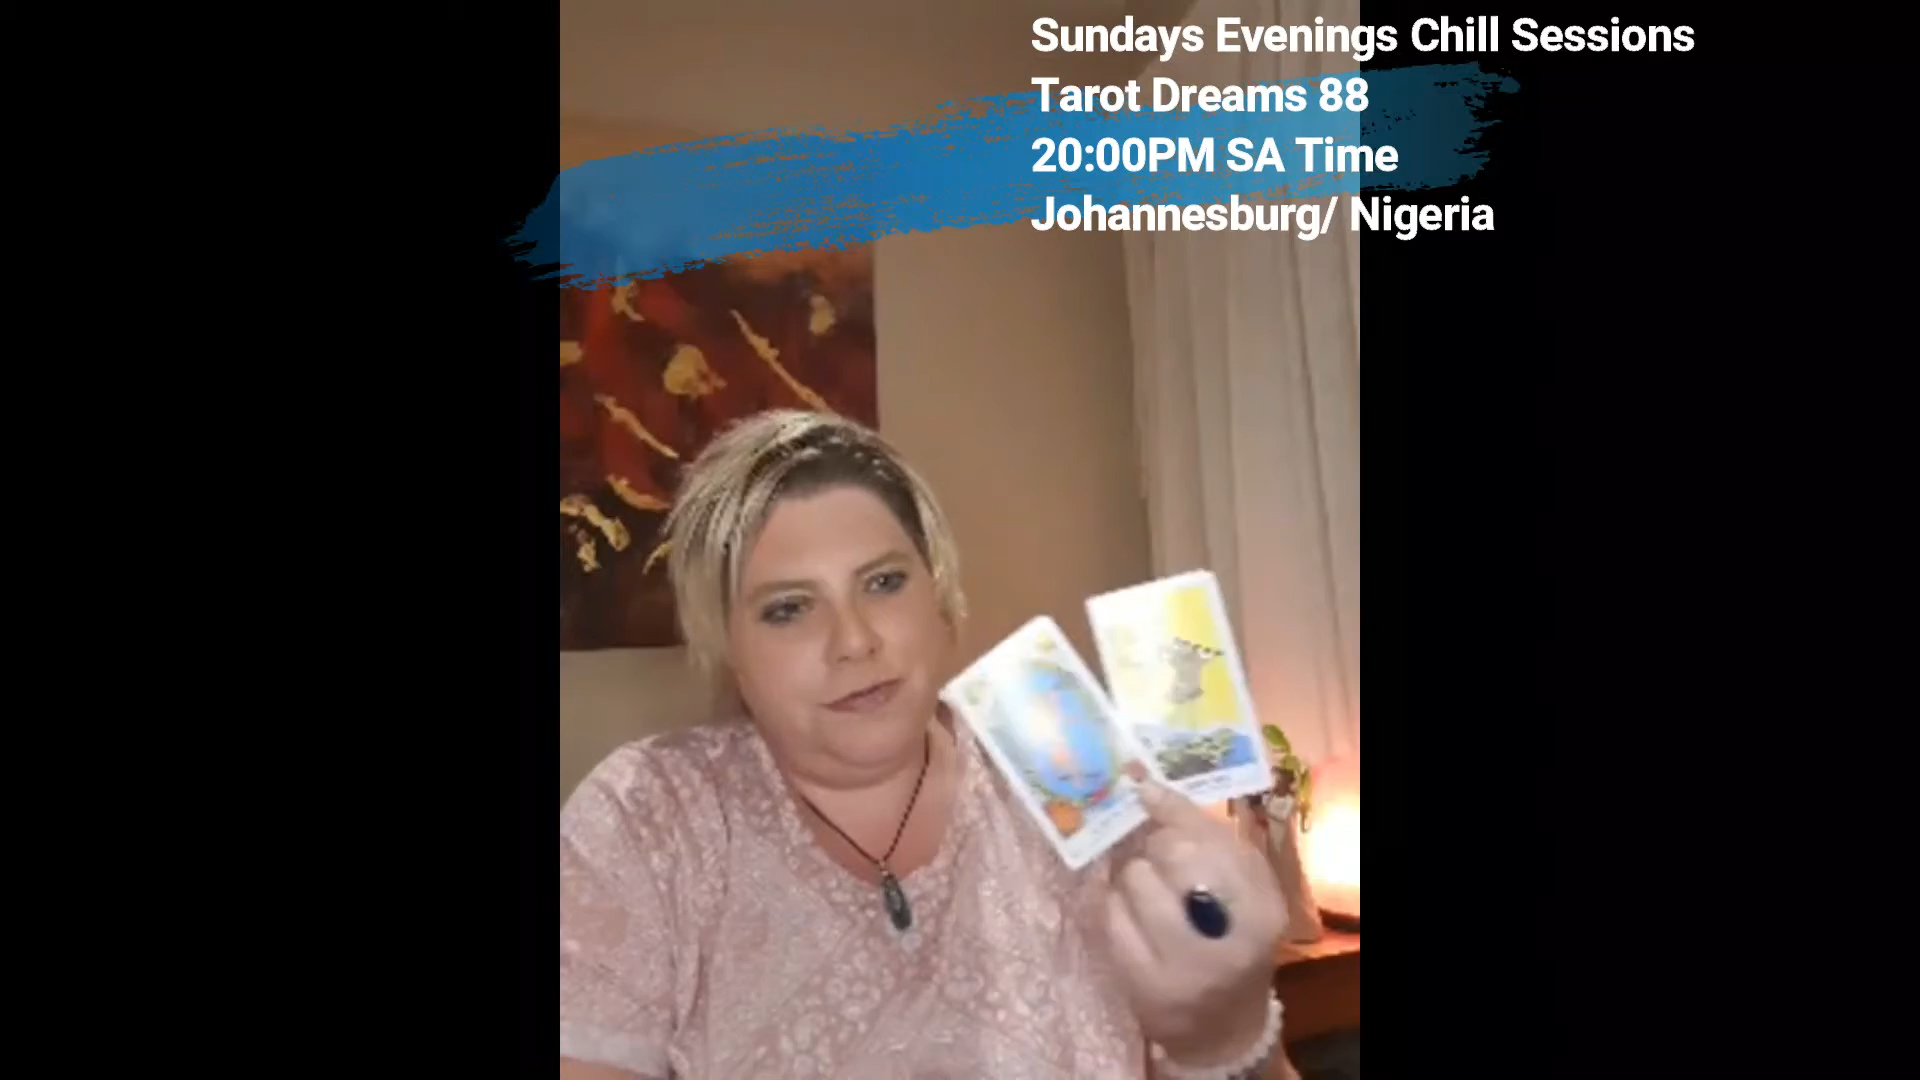 Sundays Evenings Chill Sessions
Tarot Dreams 88
20:00PM SA Time
Johannesburg/ Nigeria